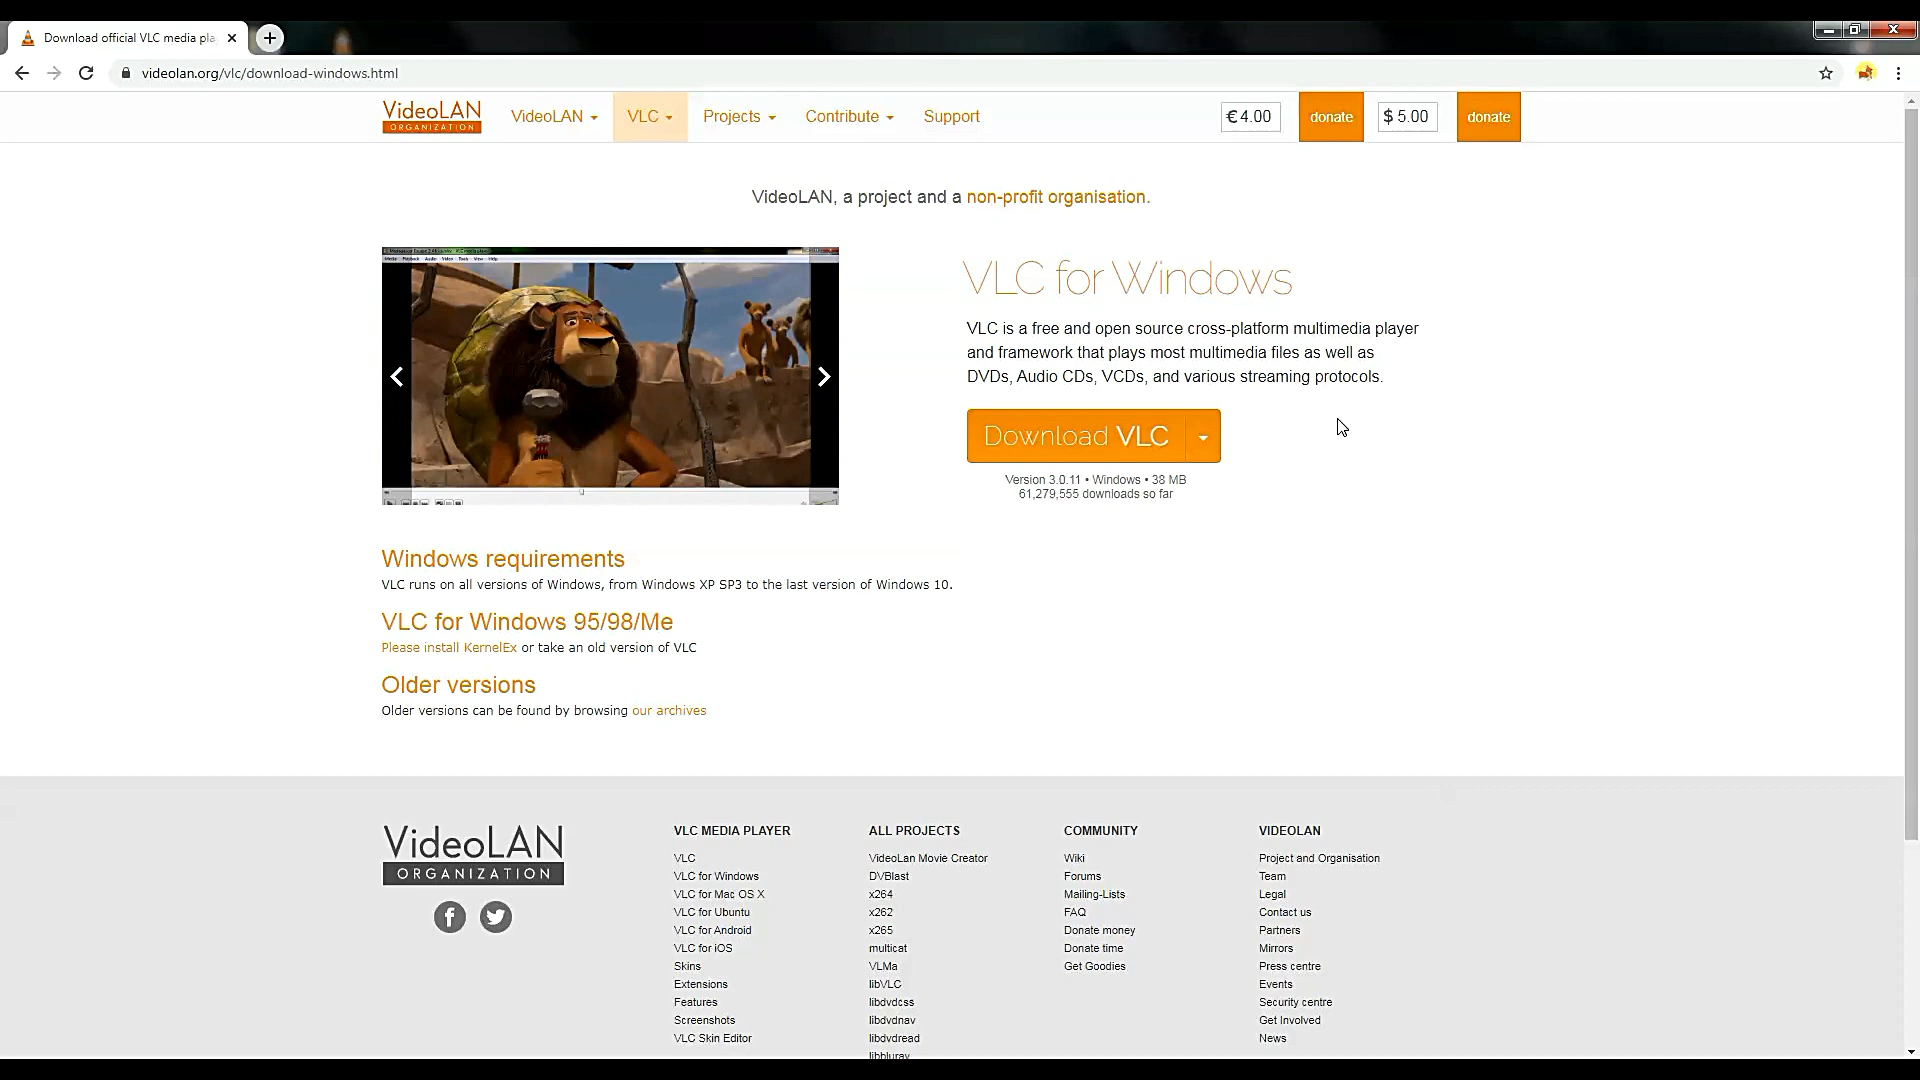 Download official VLC media pla
videolan.org/vlc/download-windows.html
VideoLAN
ORGANIZATION
VideoLAN
VLC
Projects
Contribute
Support
€ 4.00
donate
$ 5.00
donate
VideoLAN, a project and a non-profit organisation.
Media Playback Audio Video Tools View Help
VLC for Windows
VLC is a free and open source cross-platform multimedia player
and framework that plays most multimedia files as well as
DVDs, Audio CDs, VCDs, and various streaming protocols.
Download VLC
Version 3.0.11 • Windows • 38 MB
61,279,555 downloads so far
Windows requirements
VLC runs on all versions of Windows, from Windows XP SP3 to the last version of Windows 10.
VLC for Windows 95/98/Me
Please install KernelEx or take an old version of VLC
Older versions
Older versions can be found by browsing our archives
VideoLAN
ORGANIZATION
VLC MEDIA PLAYER
VLC
VLC for Windows
VLC for Mac OS X
VLC for Ubuntu
VLC for Android
VLC for iOS
Skins
Extensions
Features
Screenshots
VLC Skin Editor
ALL PROJECTS
VideoLan Movie Creator
DVBlast
x264
x262
x265
multicat
VLMa
libVLC
libdvdcss
libdvdnav
libdvdread
libbluray
COMMUNITY
Wiki
Forums
Mailing-Lists
FAQ
Donate money
Donate time
Get Goodies
VIDEOLAN
Project and Organisation
Team
Legal
Contact us
Partners
Mirrors
Press centre
Events
Security centre
Get Involved
News